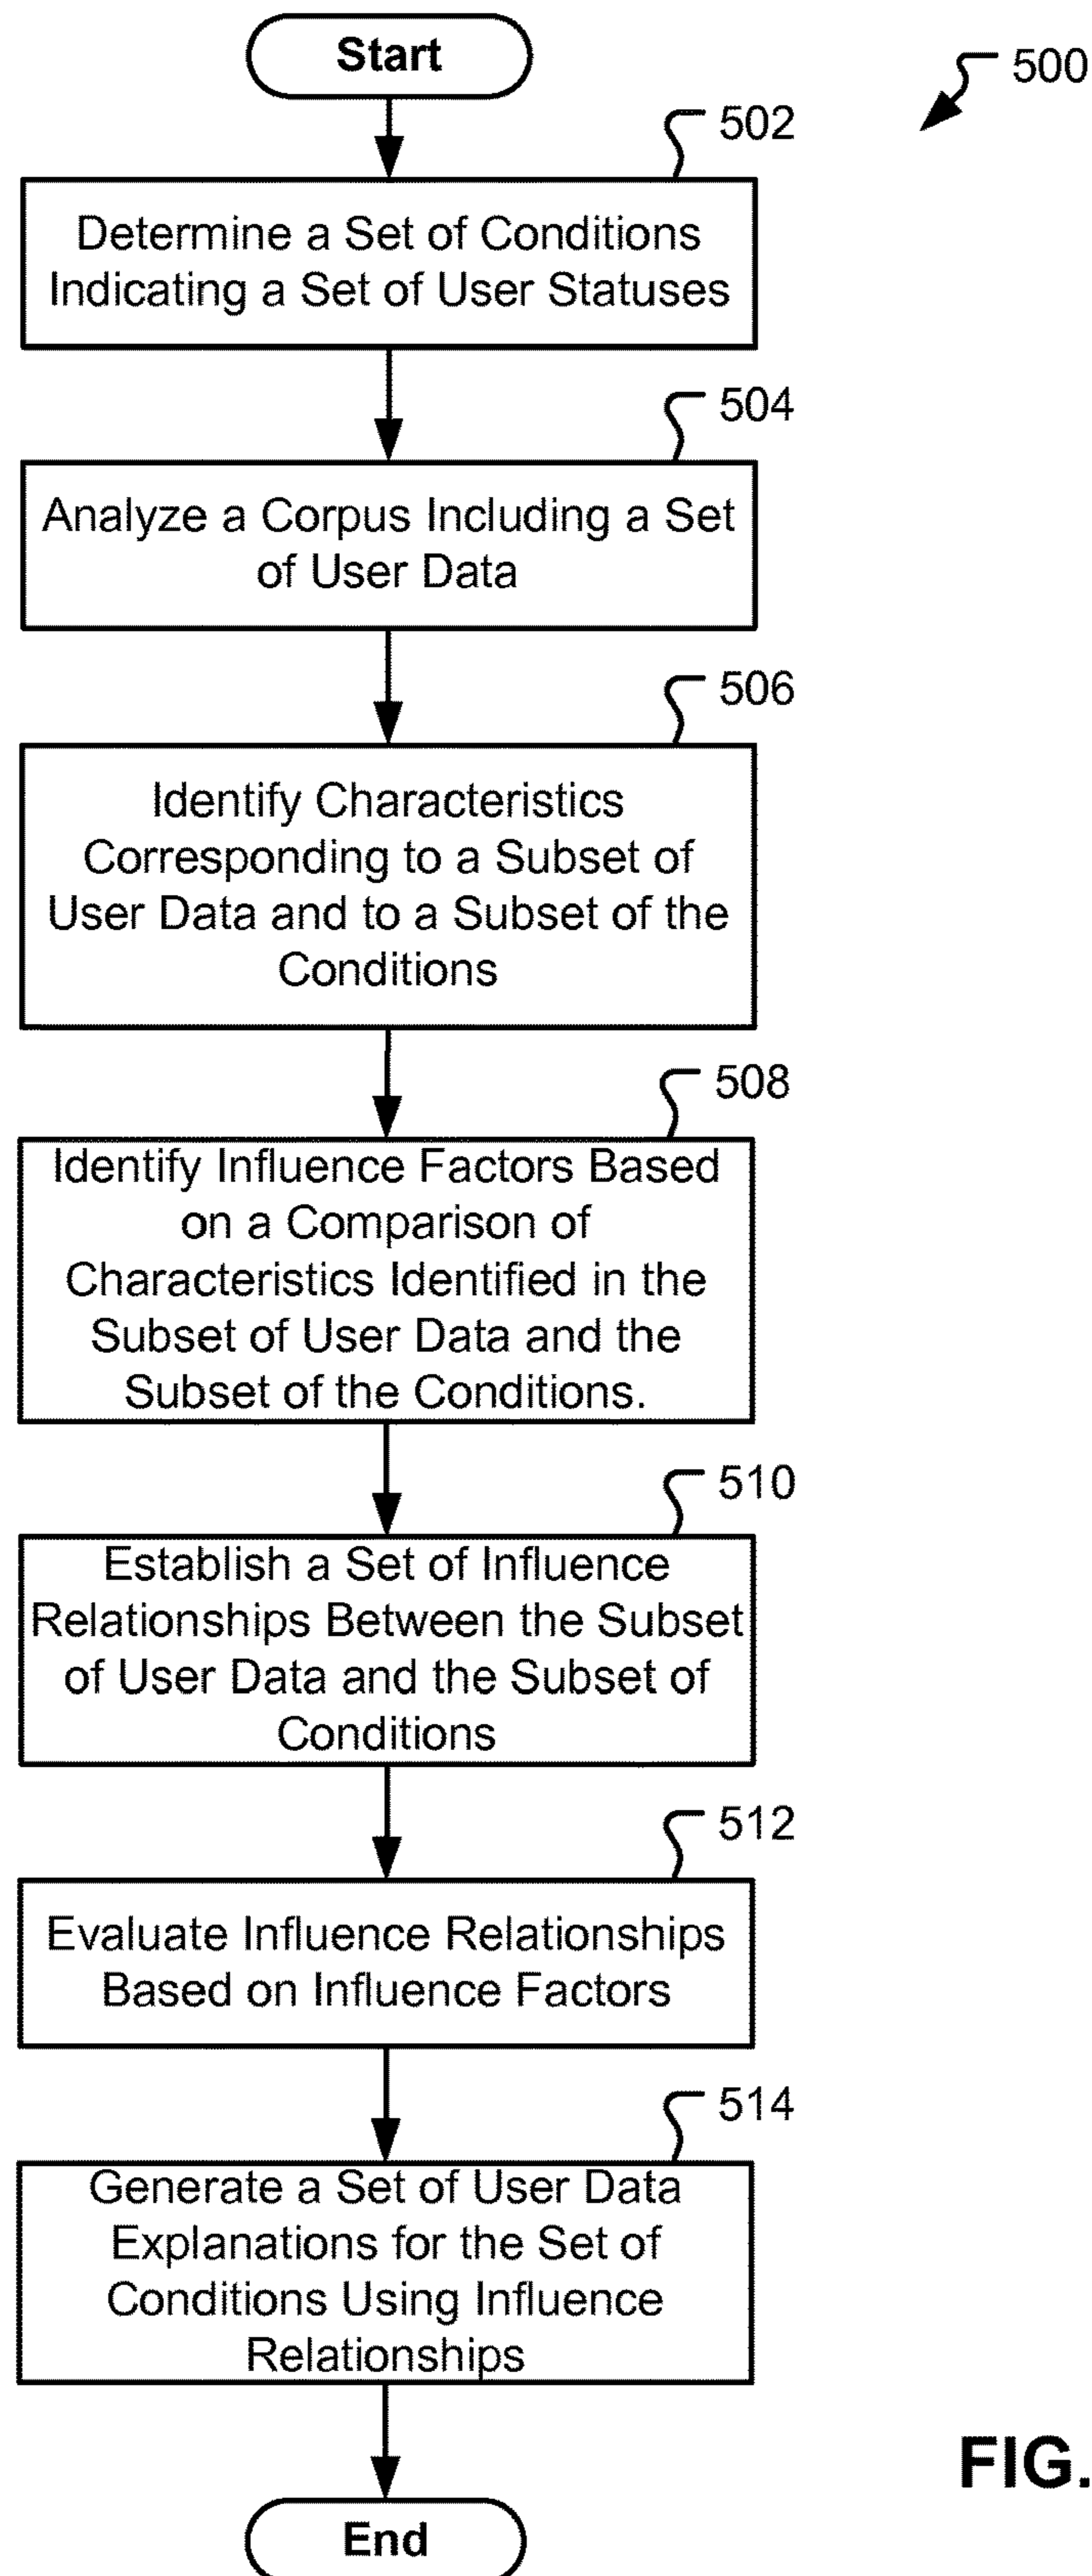 Start
500
502
Determine a Set of Conditions
Indicating a Set of User Statuses
504
Analyze a Corpus Including a Set
of User Data
506
Identify Characteristics
Corresponding to a Subset of
User Data and to a Subset of the
Conditions
508
Identify Influence Factors Based
on a Comparison of
Characteristics Identified in the
Subset of User Data and the
Subset of the Conditions.
510
Establish a Set of Influence
Relationships Between the Subset
of User Data and the Subset of
Conditions
512
Evaluate Influence Relationships
Based on Influence Factors
514
Generate a Set of User Data
Explanations for the Set of
Conditions Using Influence
Relationships
End
FIG.